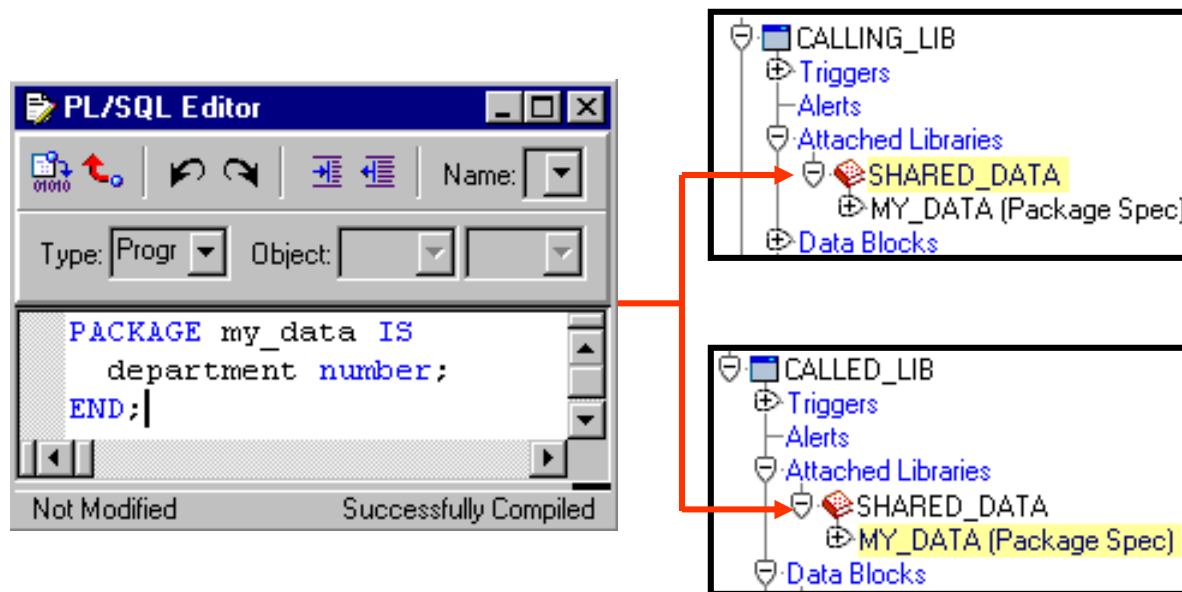 PL/SQL Editor
01010
Name:
Type: Progr Object:
PACKAGE my_data IS
department number;
END;
Not Modified Successfully Compiled
CALLING_LIB
Triggers
Alerts
Attached Libraries
SHARED_DATA
MY_DATA (Package Spec)
Data Blocks
CALLED_LIB
Triggers
Alerts
Attached Libraries
SHARED_DATA
MY_DATA (Package Spec)
Data Blocks